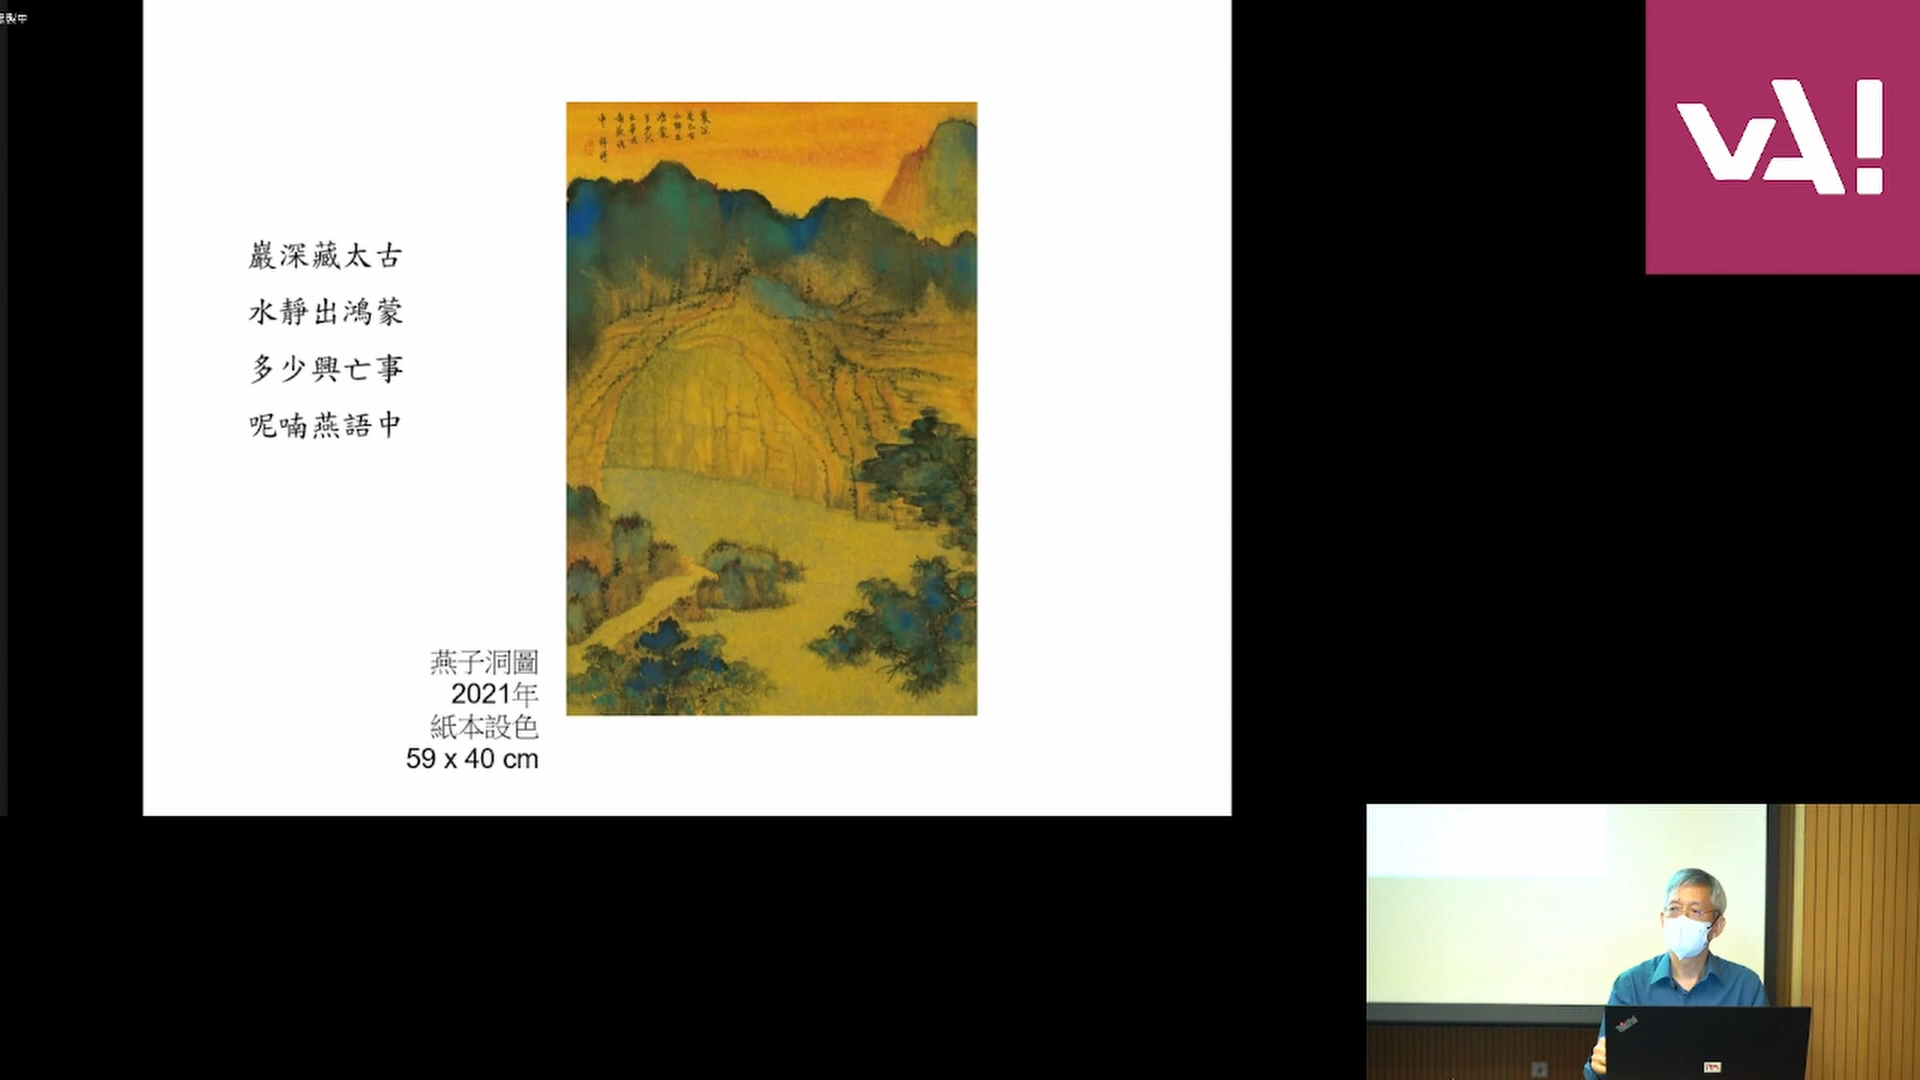 巖深藏太古
水靜出鴻蒙
多少興亡事
呢喃燕語中
燕子洞圖
2021年
紙本設色
59 x 40 cm
vA!